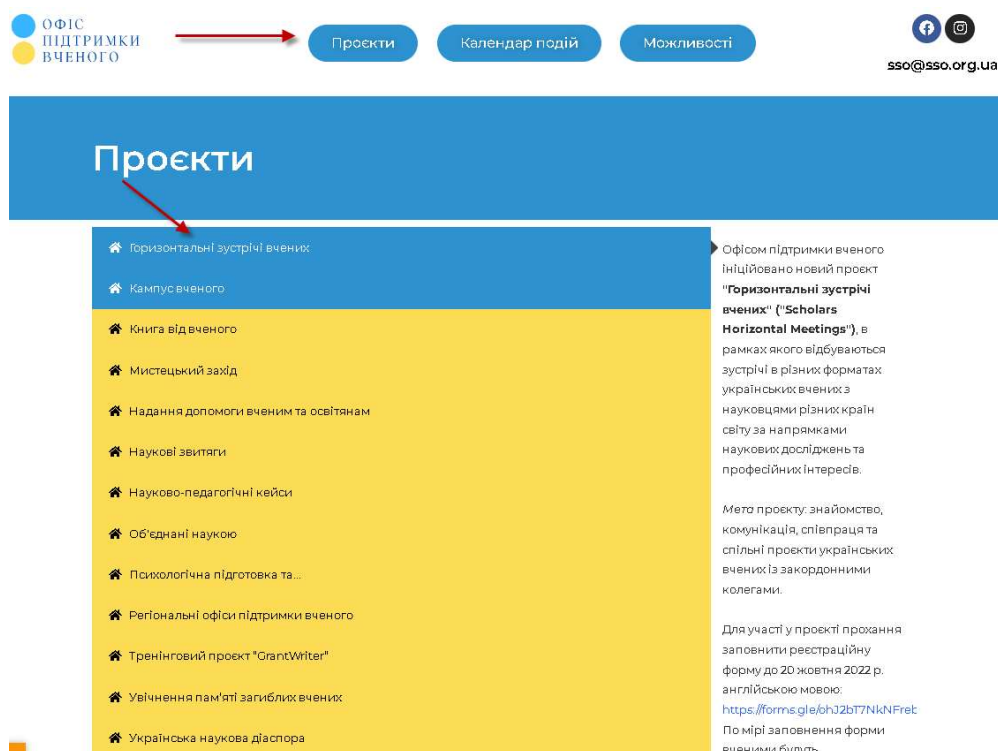 ОФІС
ПІДТРИМКИ
ВЧЕНОГО
Проєкти
Календар подій
Можливості
sso@sso.org.ua
Проєкти
Горизонтальні зустрічі вчених
Кампус вченого
Книга від вченого
Мистецький захід
Надання допомоги вченим та освітянам
Наукові звитяги
Науково-педагогічні кейси
Об'єднані наукою
Психологічна підготовка та...
Регіональні офіси підтримки вченого
Тренінговий проєкт "GrantWriter"
Увічнення пам'яті загиблих вчених
Українська наукова діаспора
Офісом підтримки вченого
ініційовано новий проєкт
"Горизонтальні зустрічі
вчених" ("Scholars
Horizontal Meetings"), в
рамках якого відбуваються
зустрічі в різних форматах
українських вчених з
науковцями різних країн
світу за напрямками
наукових досліджень та
професійних інтересів.
Мета проєкту: знайомство,
комунікація, співпраця та
спільні проєкти українських
вчених із закордонними
колегами.
Для участі у проєкті прохання
заповнити реєстраційну
форму до 20 жовтня 2022 р.
англійською мовою:
https://forms.gle/ohJ2bT7NkNFreb
По мірі заповнення форми
вченими будуть